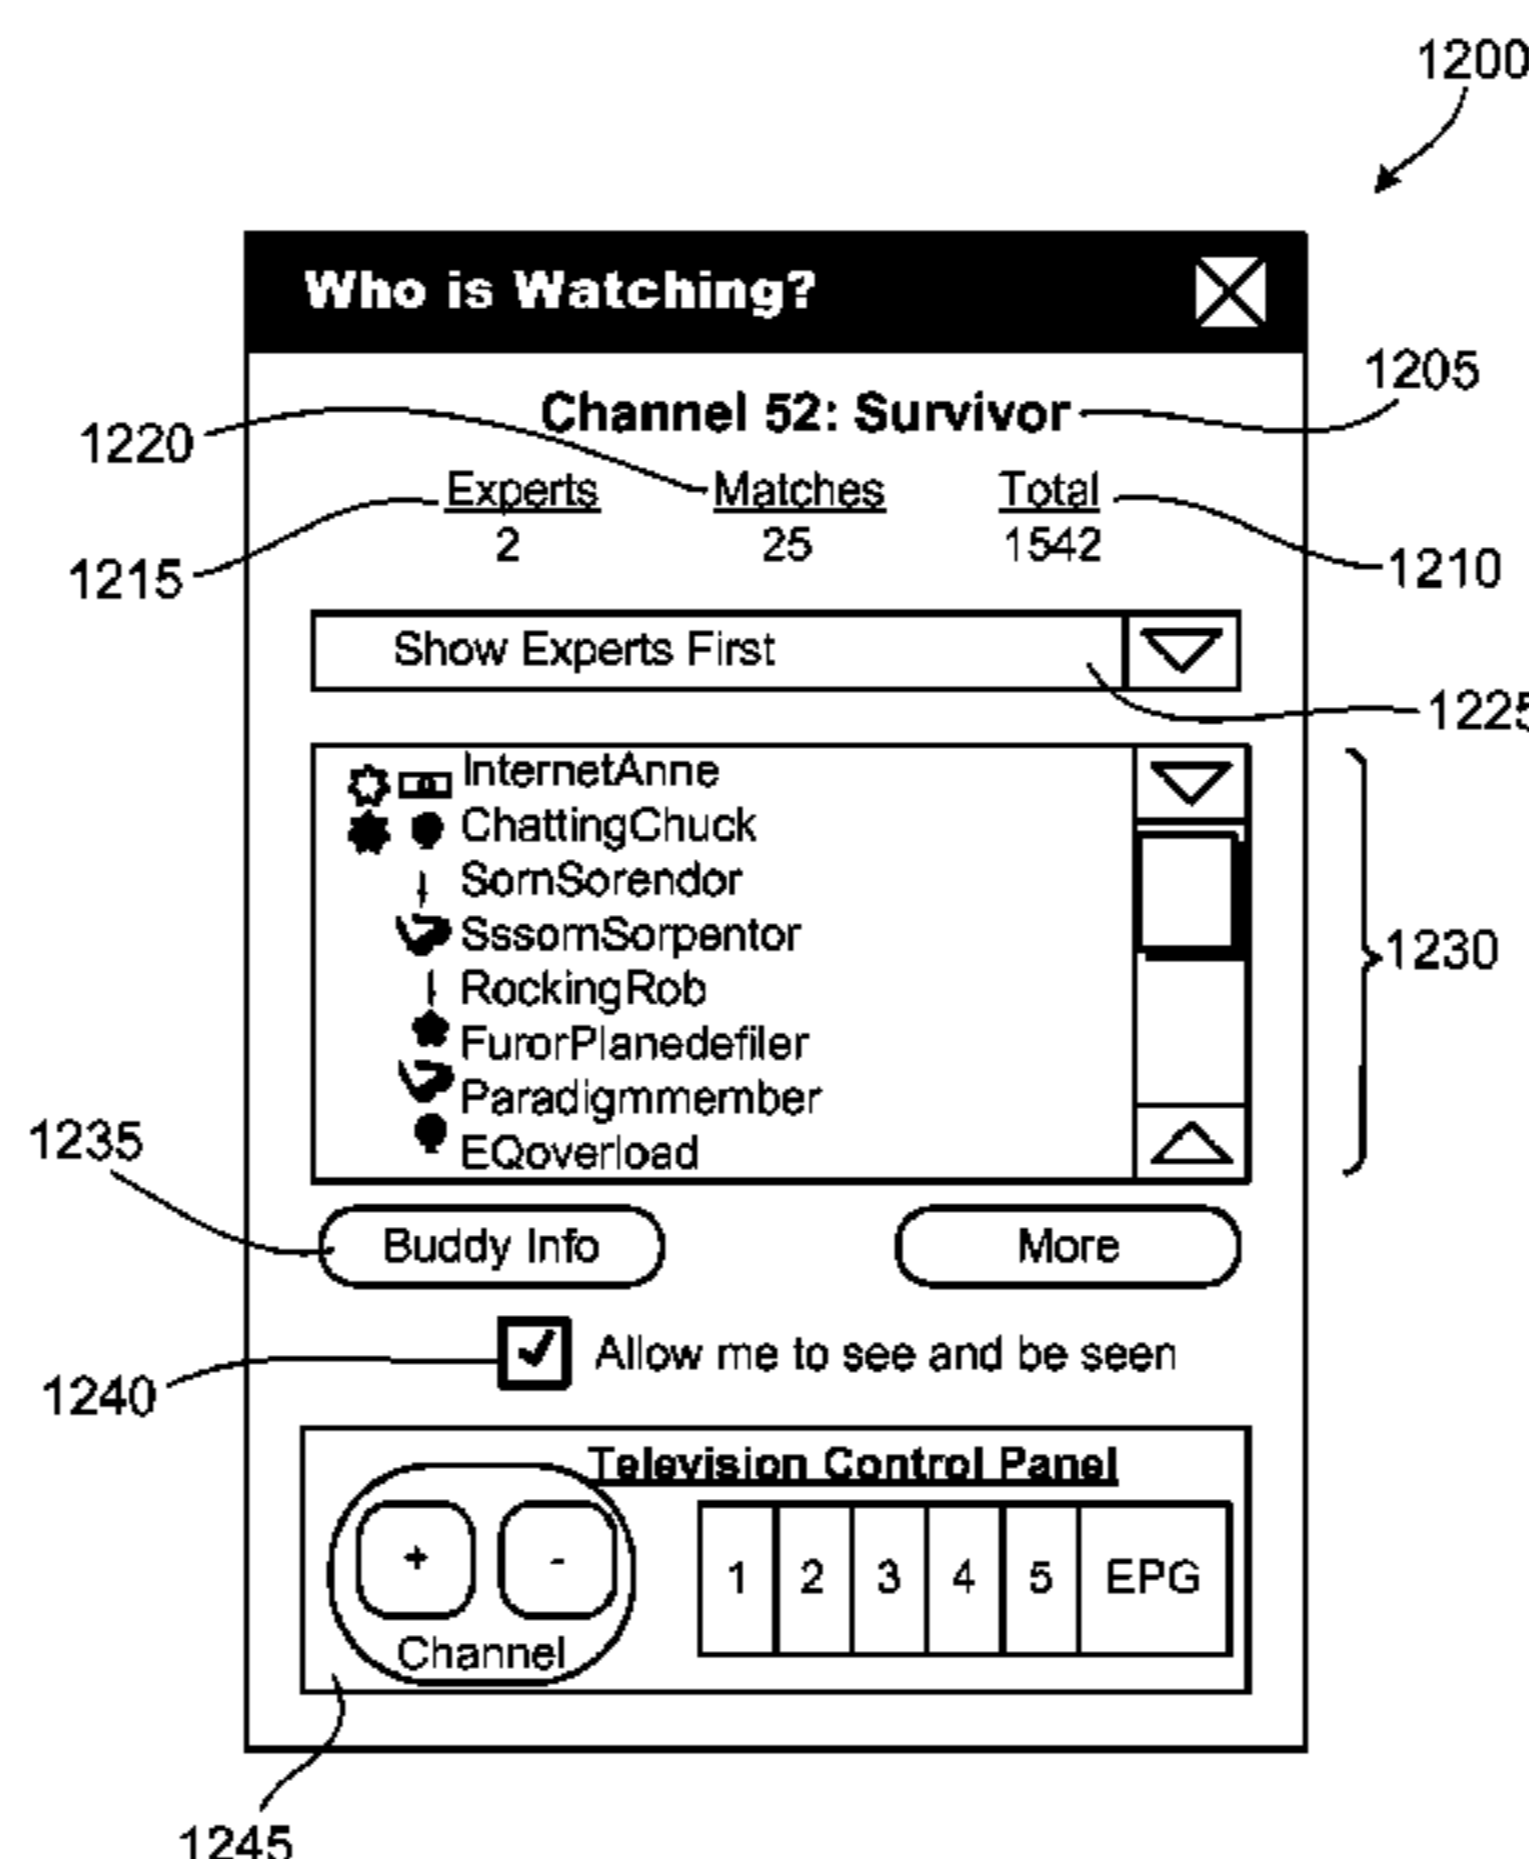 1200
Who is Watching?
1205
Channel 52: Survivor
1220
Experts Matches Total
2 25 1542
1215
1210
Show Experts First
1225
InternetAnne
ChattingChuck
SornSorendor
SssornSorpentor
1230
RockingRob
FurorPlanedefiler
Paradigmmember
1235
EQoverload
Buddy Info More
Allow me to see and be seen
1240
Television Control Panel
+ - 1 2 3 4 5 EPG
Channel
1245